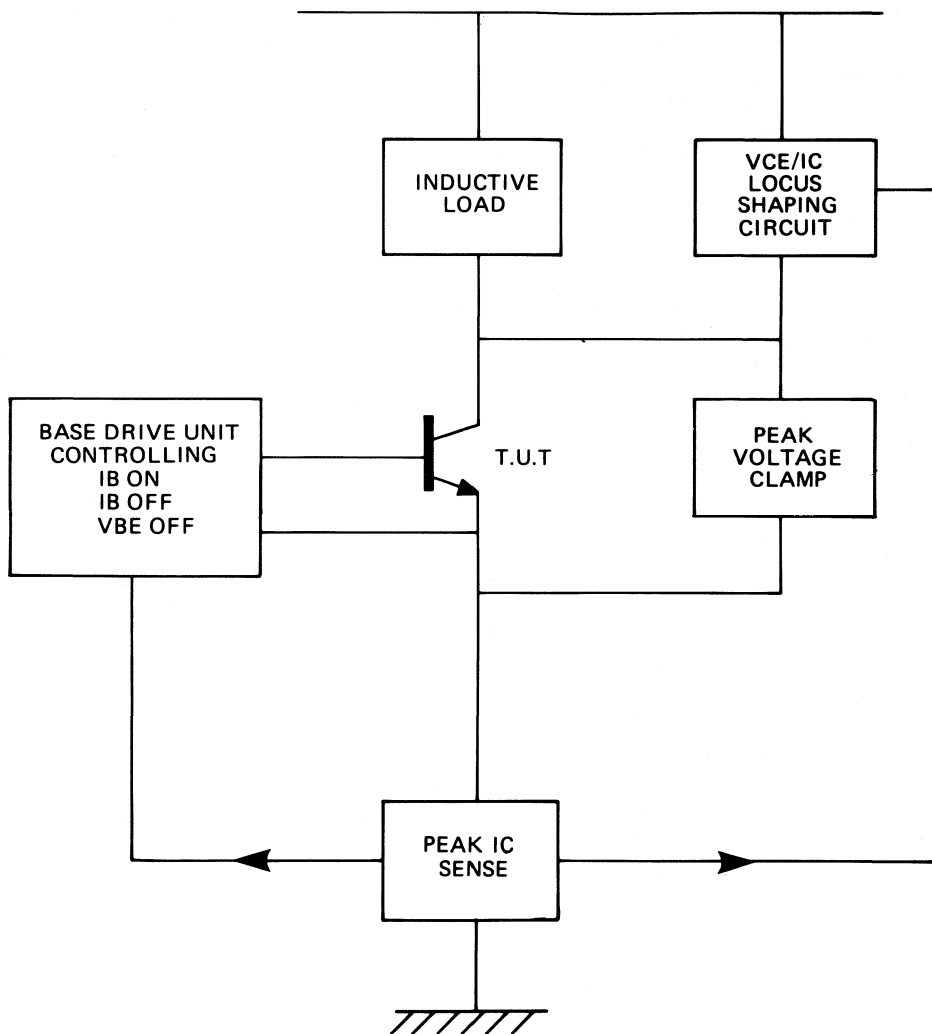 INDUCTIVE
LOAD
VCE/IC
LOCUS
SHAPING
CIRCUIT
BASE DRIVE UNIT
CONTROLLING
IB ON
IB OFF
VBE OFF
T.U.T
PEAK
VOLTAGE
CLAMP
PEAK IC
SENSE